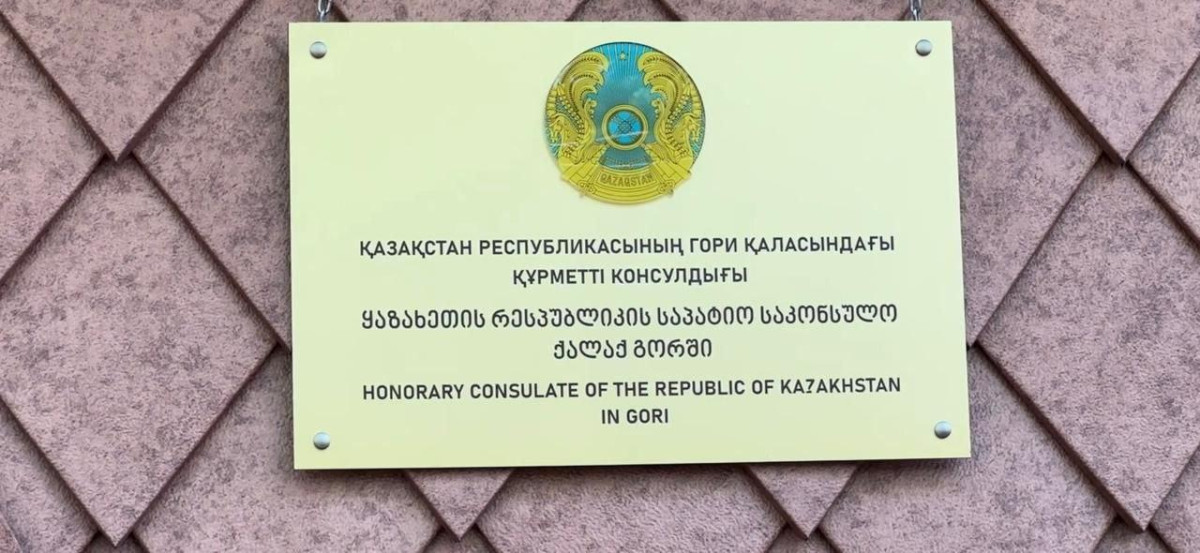 QAZAQSTAN
ҚАЗАҚСТАН РЕСПУБЛИКАСЫНЫҢ ГОРИ ҚАЛАСЫНДАҒЫ
ҚҰРМЕТТІ КОНСУЛДЫҒЫ
ყაზახეთის რესპუბლიკის საპატიო საკონსულო
ქალაქ გორში
HONORARY CONSULATE OF THE REPUBLIC OF KAZAKHSTAN
IN GORI